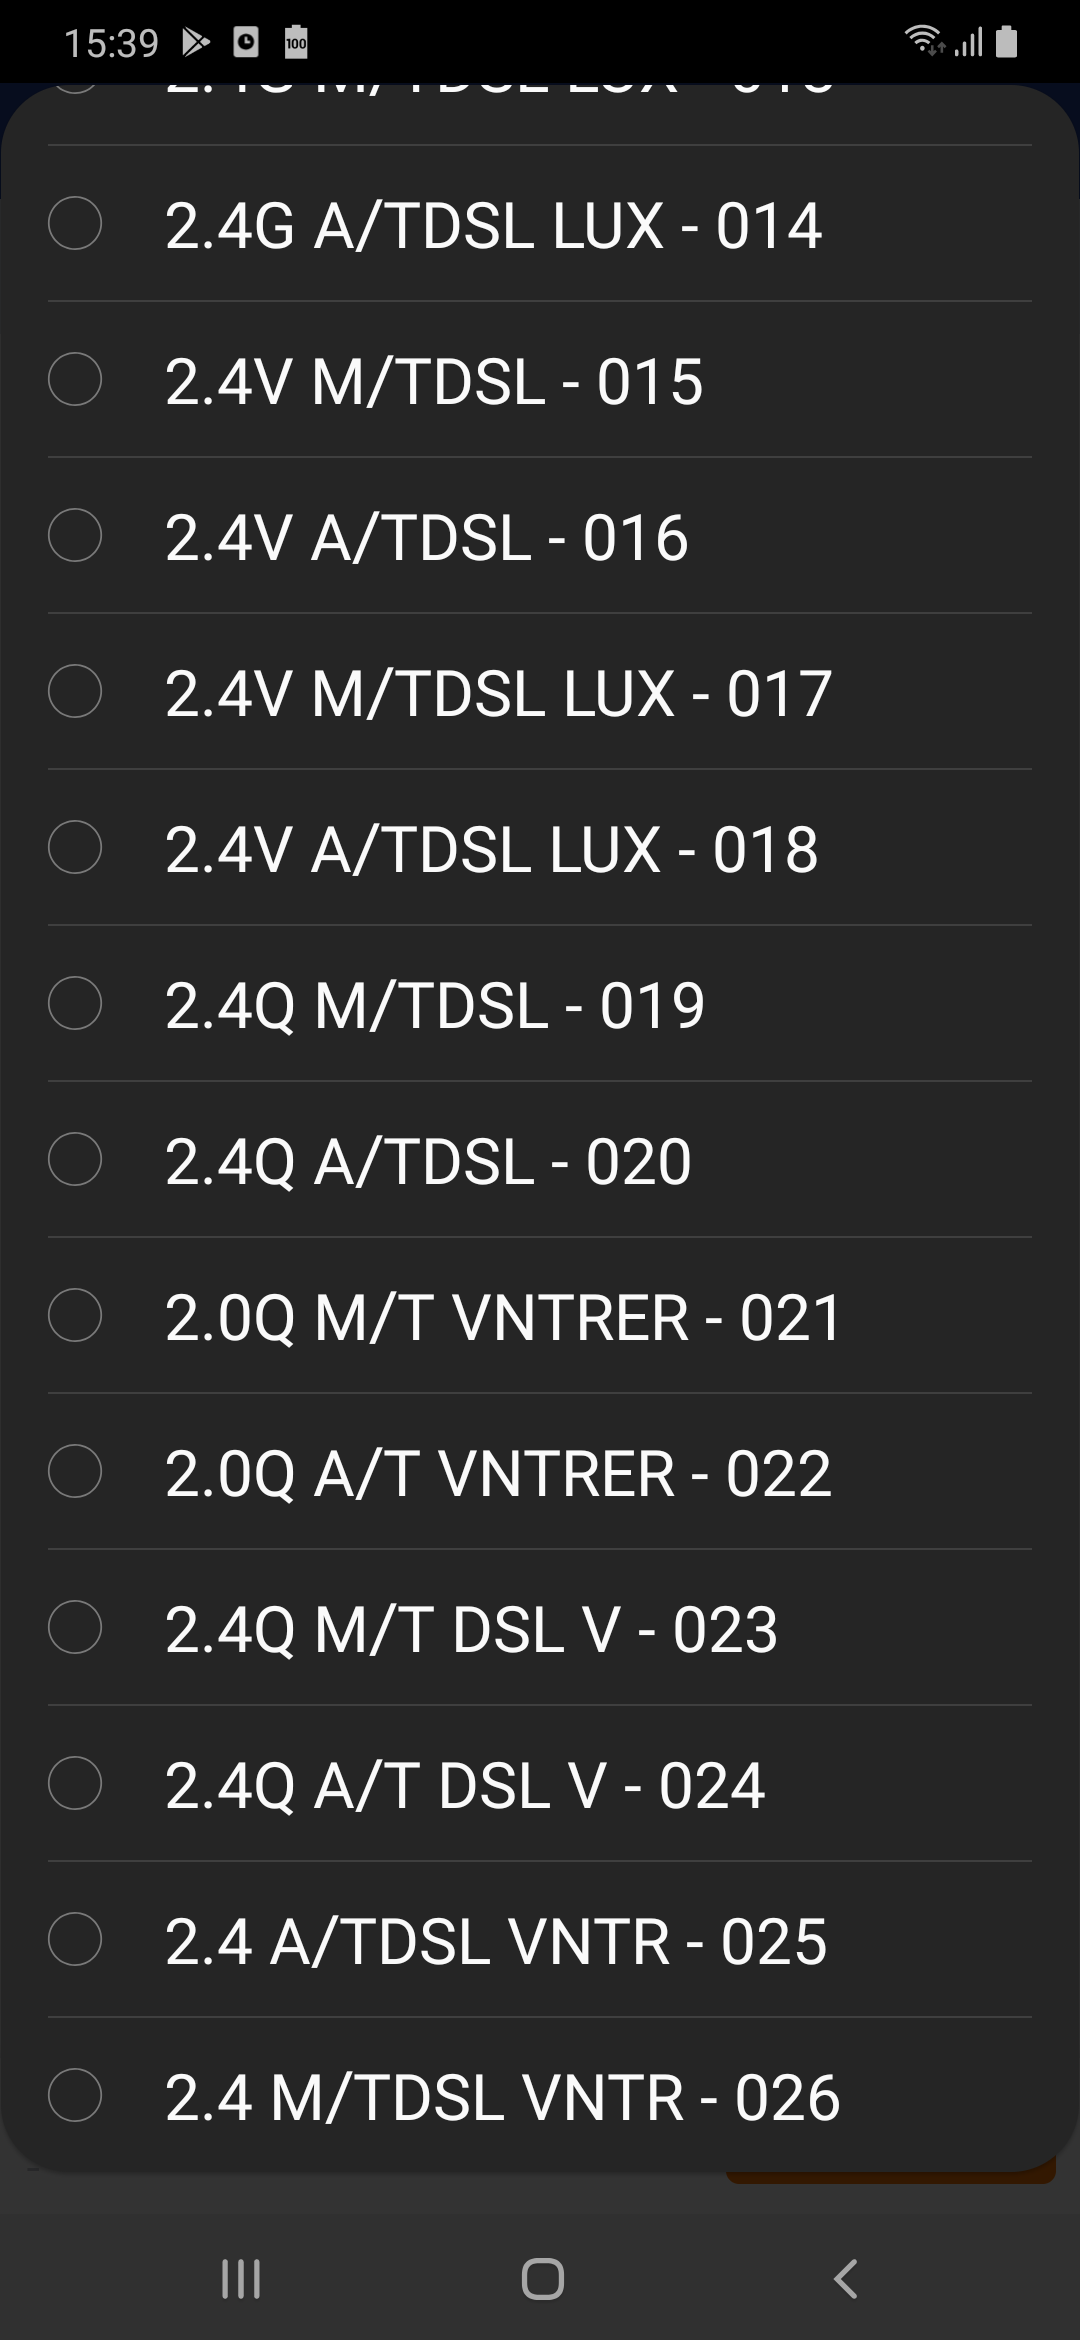 15:39
100
2.4G A/TDSL LUX - 014
2.4V M/TDSL - 015
2.4V A/TDSL - 016
2.4V M/TDSL LUX - 017
2.4V A/TDSL LUX - 018
2.4Q M/TDSL - 019
2.4Q A/TDSL - 020
2.0Q M/T VNTRER - 021
2.0Q A/T VNTRER - 022
2.4Q M/T DSL V - 023
2.4Q A/T DSL V - 024
2.4 A/TDSL VNTR - 025
2.4 M/TDSL VNTR - 026